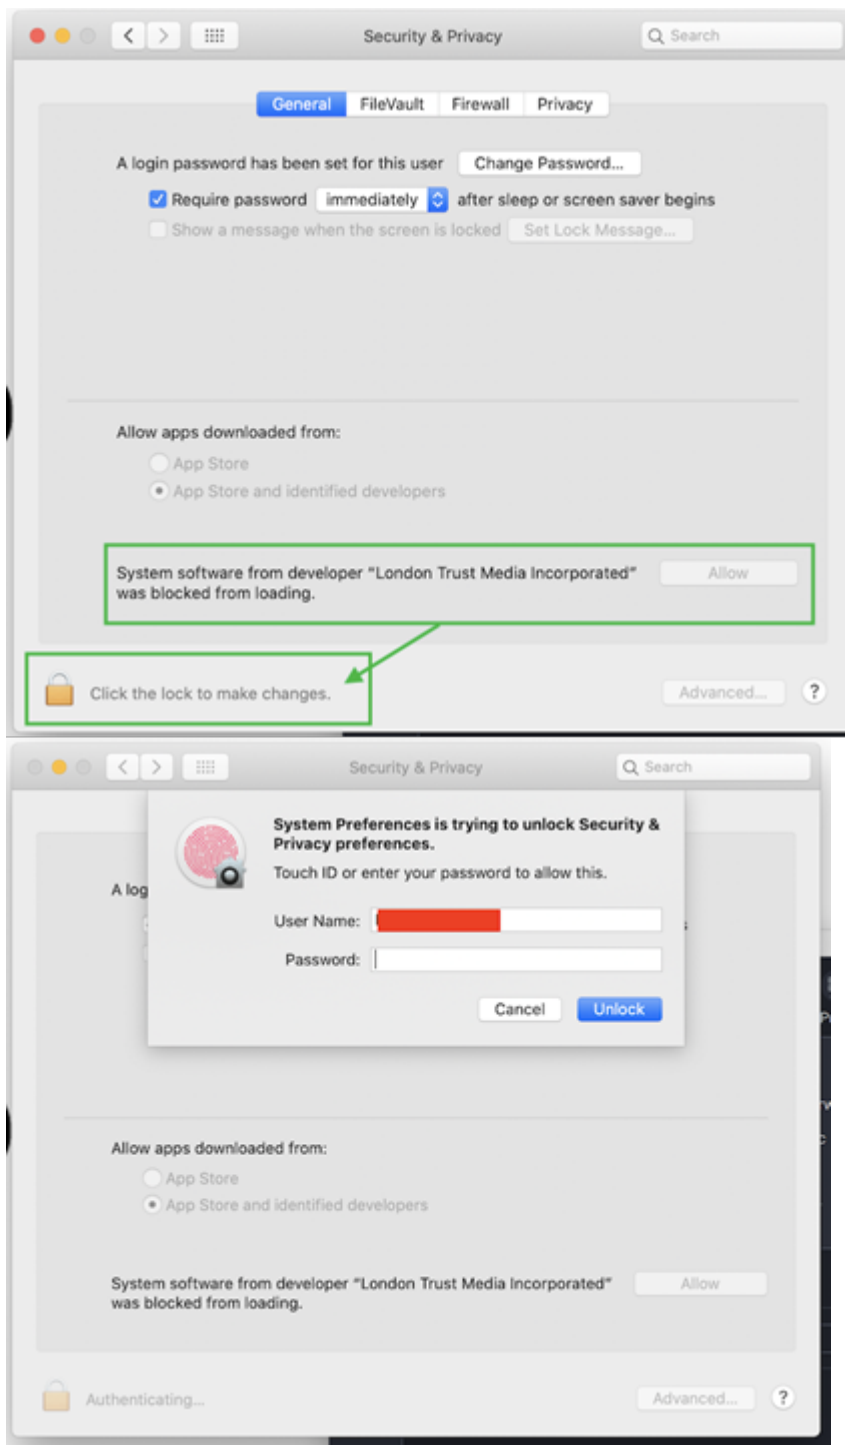 Security & Privacy
Search
General FileVault Firewall Privacy
A login password has been set for this user Change Password...
Require password immediately after sleep or screen saver begins
Show a message when the screen is locked Set Lock Message...
Allow apps downloaded from:
App Store
App Store and identified developers
System software from developer “London Trust Media Incorporated” Allow
was blocked from loading.
Click the lock to make changes. Advanced... ?
Security & Privacy
Search
System Preferences is trying to unlock Security &
Privacy preferences.
Touch ID or enter your password to allow this.
A log
User Name:
s
Password:
Cancel Unlock
Allow apps downloaded from:
App Store
App Store and identified developers
System software from developer “London Trust Media Incorporated” Allow
was blocked from loading.
Authenticating... Advanced... ?